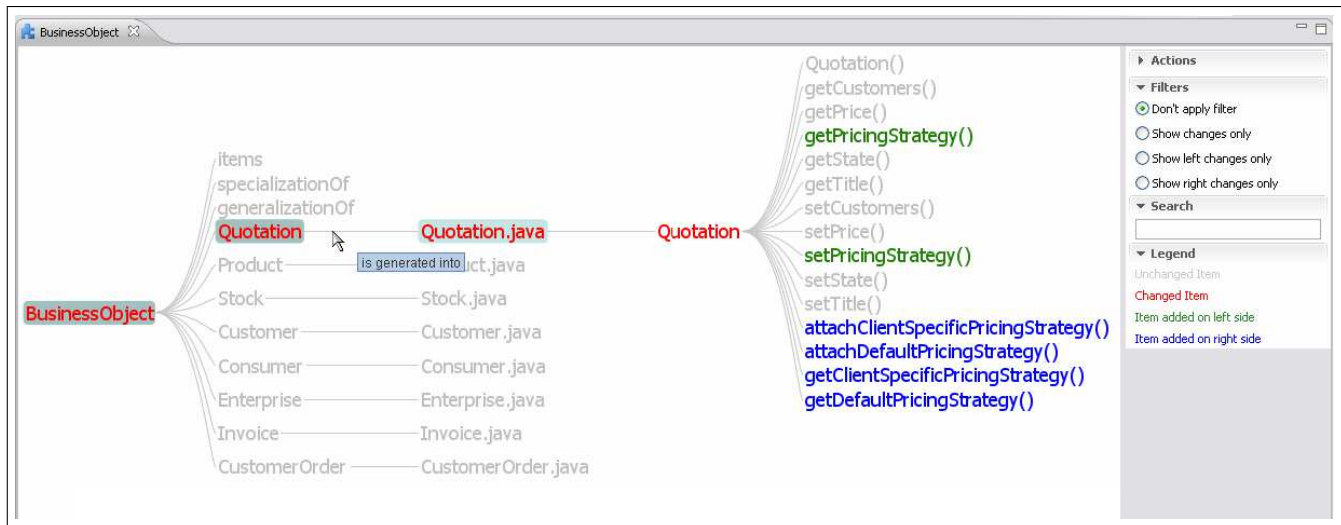 BusinessObject
items
specializationOf
generalizationOf
Quotation
Quotation.java
Quotation
is generated into
Product
uct.java
BusinessObject
Stock
Stock.java
Customer
Customer.java
Consumer
Consumer.java
Enterprise
Enterprise.java
Invoice
Invoice.java
CustomerOrder
CustomerOrder.java
Quotation()
getCustomers()
getPrice()
getPricingStrategy()
getState()
getTitle()
setCustomers()
setPrice()
setPricingStrategy()
setState()
setTitle()
attachClientSpecificPricingStrategy()
attachDefaultPricingStrategy()
getClientSpecificPricingStrategy()
getDefaultPricingStrategy()
Actions
Filters
Don't apply filter
Show changes only
Show left changes only
Show right changes only
Search
Legend
Unchanged Item
Changed Item
Item added on left side
Item added on right side